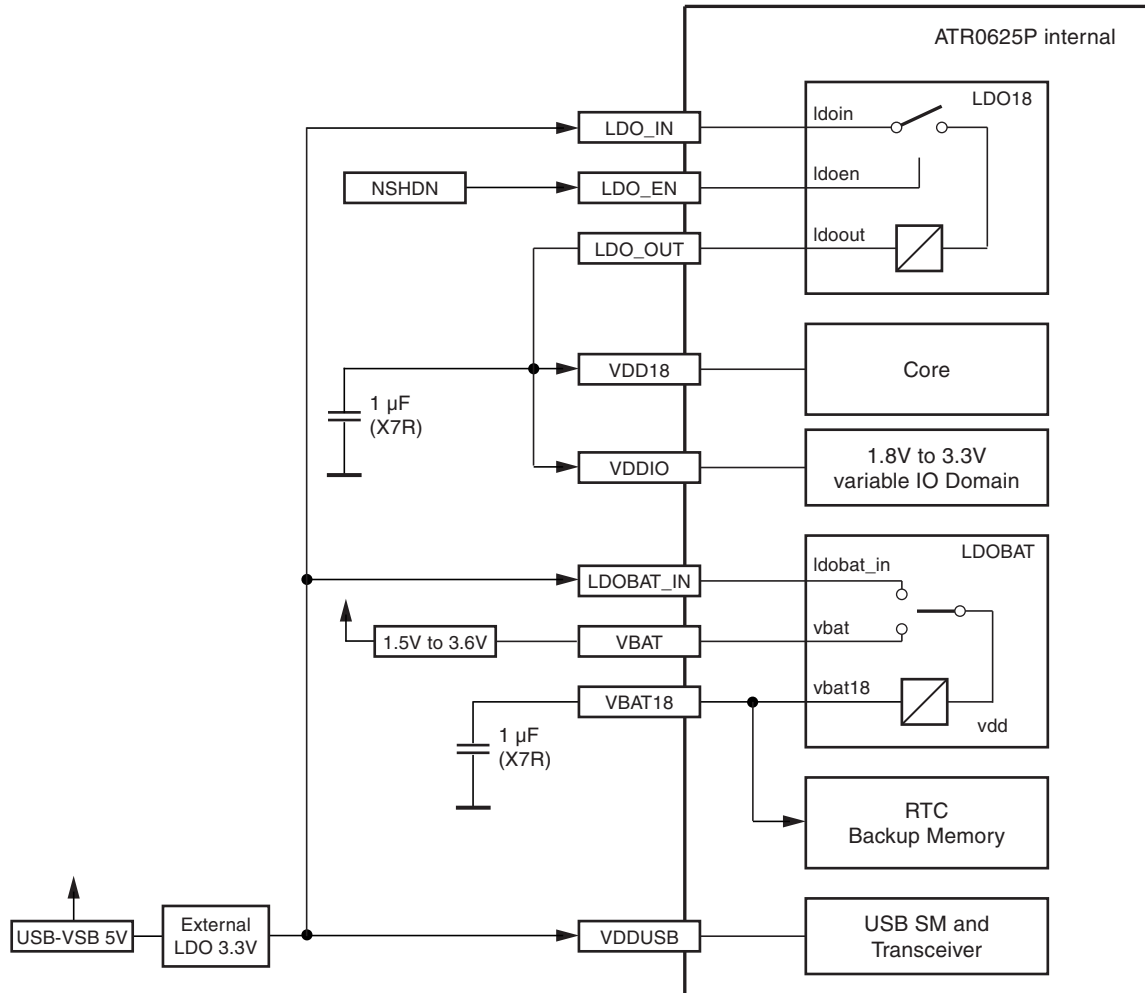 ATR0625P internal
LDO18
LDO_IN
ldoin
NSHDN
LDO_EN
ldoen
LDO_OUT
ldoout
VDD18
Core
1 µF
(X7R)
VDDIO
1.8V to 3.3V
variable IO Domain
LDOBAT
LDOBAT_IN
ldobat_in
1.5V to 3.6V
VBAT
vbat
VBAT18
vbat18
vdd
1 µF
(X7R)
RTC
Backup Memory
USB-VSB 5V
External
LDO 3.3V
VDDUSB
USB SM and
Transceiver